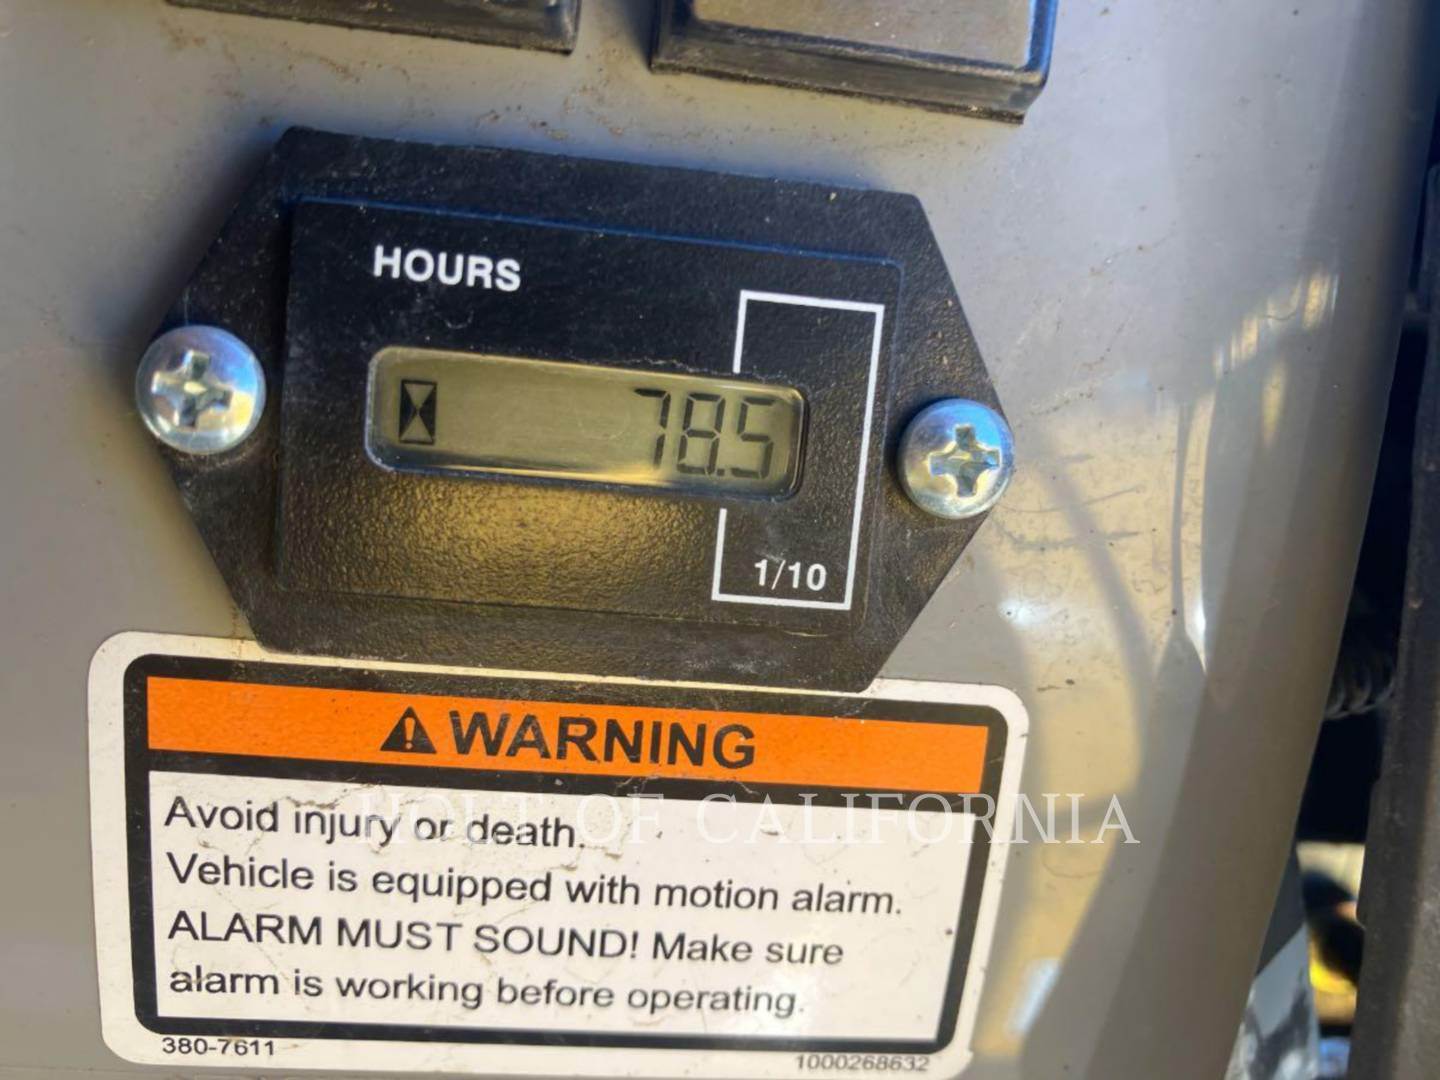 HOURS
78.5
1/10
WARNING
Avoid injury or death.
HOLT OF CALIFORNIA
Vehicle is equipped with motion alarm.
ALARM MUST SOUND! Make sure
alarm is working before operating.
380-7611
1000268632